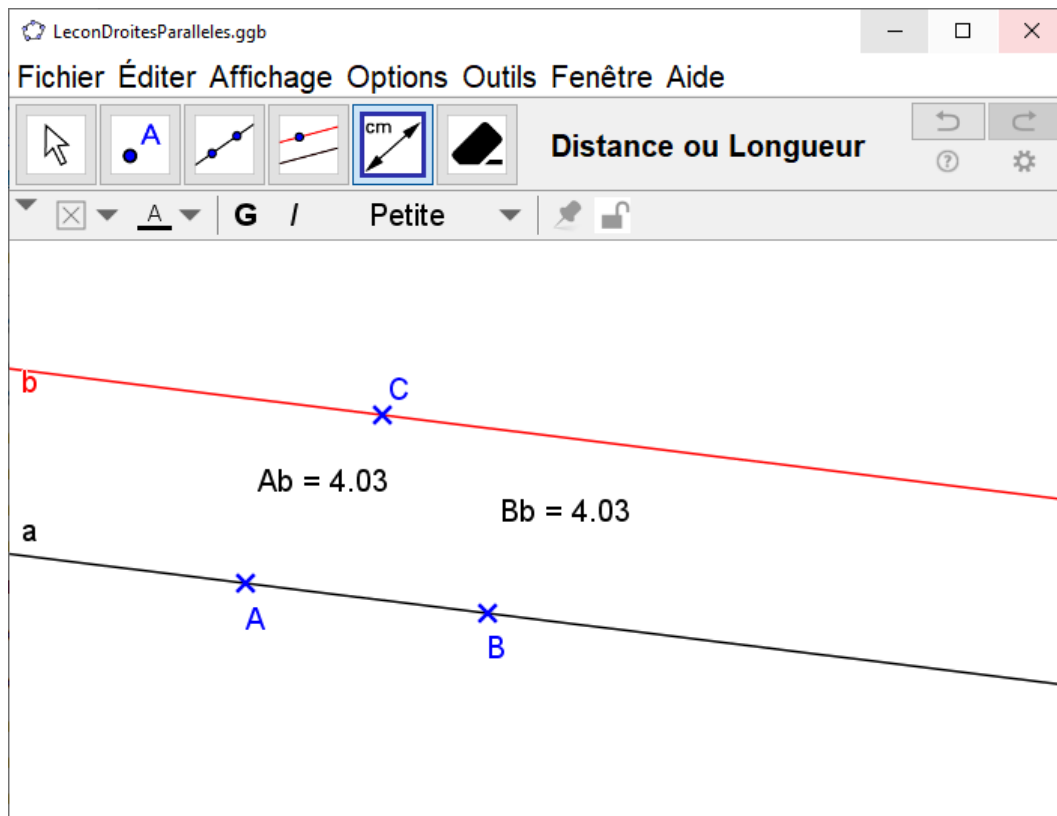 LeconDroitesParalleles.ggb
Fichier Éditer Affichage Options Outils Fenêtre Aide
A cm Distance ou Longueur
A G I Petite
b
C
Ab = 4.03
Bb = 4.03
a
A
B